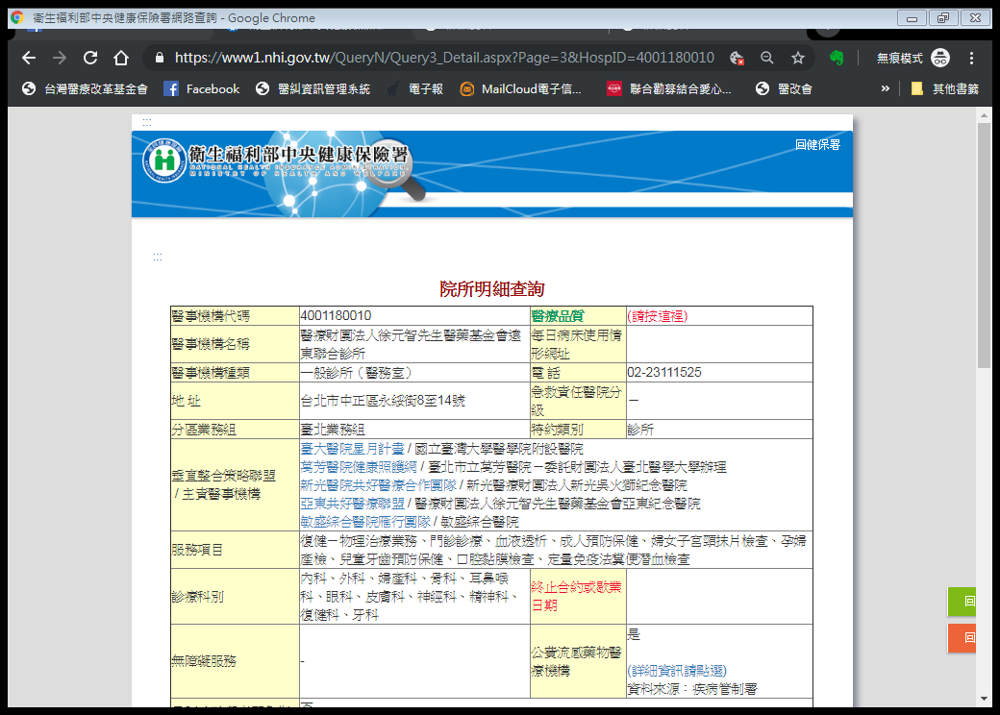 衛生福利部中央健康保險署網路查詢 - Google Chrome
https://www1.nhi.gov.tw/QueryN/Query3_Detail.aspx?Page=3&HospID=4001180010
無痕模式
台灣醫療改革基金會
Facebook
醫糾資訊管理系統
電子報
MailCloud電子信...
聯合勸募結合愛心...
醫改會
»
其他書籤
:::
衛生福利部中央健康保險署
NATIONAL HEALTH INSURANCE ADMINISTRATION
MINISTRY OF HEALTH AND WELFARE
回健保署
:::
院所明細查詢
醫事機構代碼 4001180010 醫療品質 (請按這裡)
醫事機構名稱 醫療財團法人徐元智先生醫藥基金會遠
東聯合診所 每日病床使用情
形網址
醫事機構種類 一般診所（醫務室） 電 話 02-23111525
地 址 台北市中正區永綏街8至14號 急救責任醫院分
級 －
分區業務組 臺北業務組 特約類別 診所
垂直整合策略聯盟
/ 主責醫事機構
臺大醫院星月計畫 / 國立臺灣大學醫學院附設醫院
萬芳醫院健康照護網 / 臺北市立萬芳醫院－委託財團法人臺北醫學大學辦理
新光醫院共好醫療合作團隊 / 新光醫療財團法人新光吳火獅紀念醫院
亞東共好醫療聯盟 / 醫療財團法人徐元智先生醫藥基金會亞東紀念醫院
敏盛綜合醫院雁行團隊 / 敏盛綜合醫院
服務項目
復健－物理治療業務、門診診療、血液透析、成人預防保健、婦女子宮頸抹片檢查、孕婦
產檢、兒童牙齒預防保健、口腔黏膜檢查、定量免疫法糞便潛血檢查
診療科別
內科、外科、婦產科、骨科、耳鼻喉
科、眼科、皮膚科、神經科、精神科、
復健科、牙科
終止合約或歇業
日期
無障礙服務 -
公費流感藥物醫
療機構
是
(詳細資訊請點選)
資料來源：疾病管制署
回
回